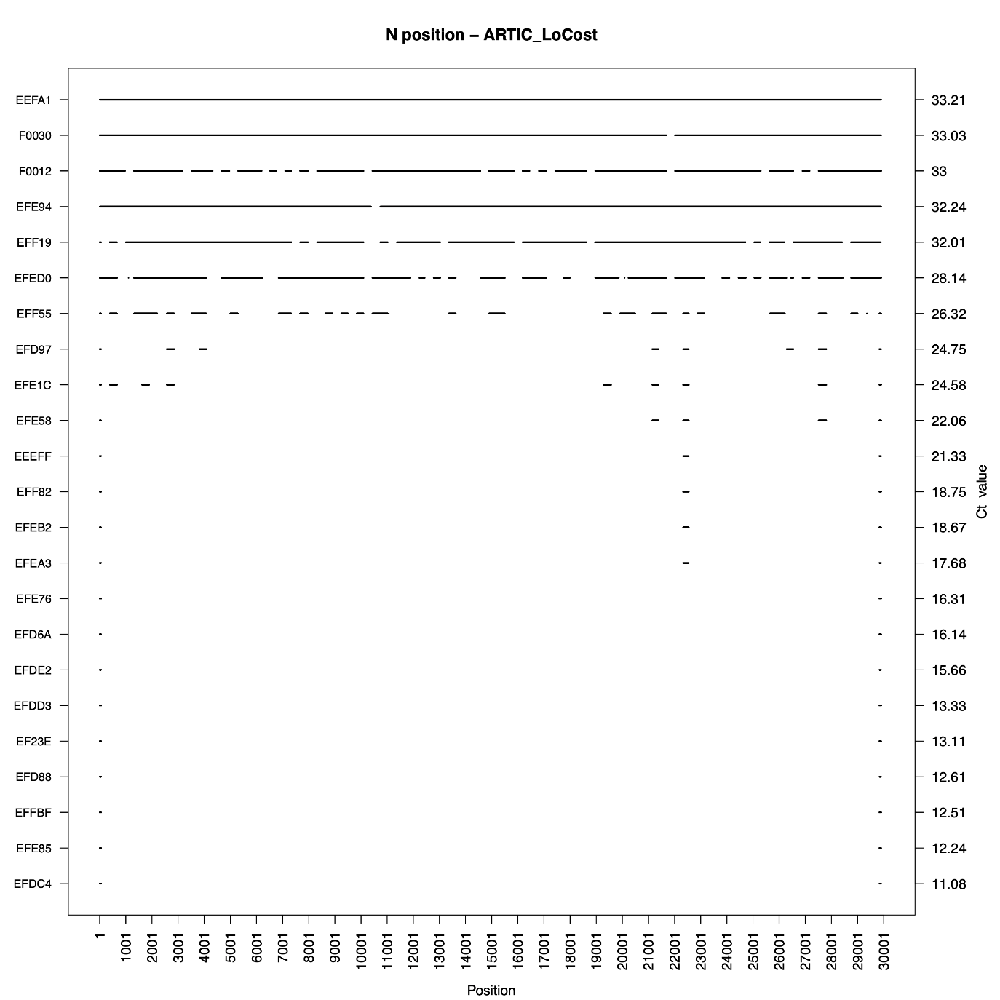 N position – ARTIC_LoCost
EEFA1 33.21
F0030 33.03
F0012 33
EFE94 32.24
EFF19 32.01
EFED0 28.14
EFF55 26.32
EFD97 24.75
EFE1C 24.58
EFE58 22.06
EEEFF 21.33
EFF82 18.75
EFEB2 18.67
EFEA3 17.68
EFE76 16.31
EFD6A 16.14
EFDE2 15.66
EFDD3 13.33
EF23E 13.11
EFD88 12.61
EFFBF 12.51
EFE85 12.24
EFDC4 11.08
Ct value
1 1001 2001 3001 4001 5001 6001 7001 8001 9001 10001 11001 12001 13001 14001 15001 16001 17001 18001 19001 20001 21001 22001 23001 24001 25001 26001 27001 28001 29001 30001
Position